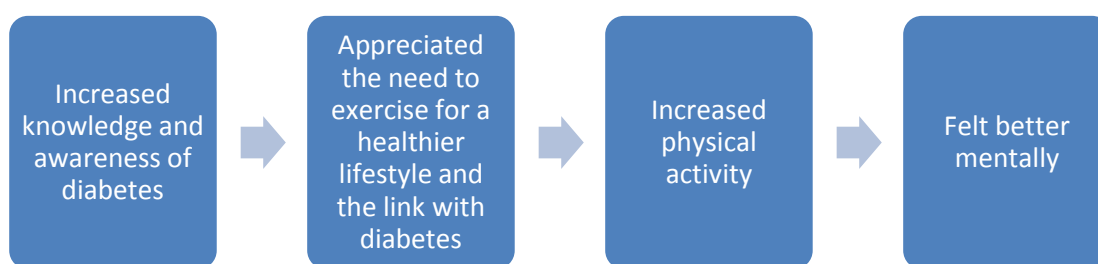 Increased
knowledge and
awareness of
diabetes
Appreciated
the need to
exercise for a
healthier
lifestyle and
the link with
diabetes
Increased
physical
activity
Felt better
mentally